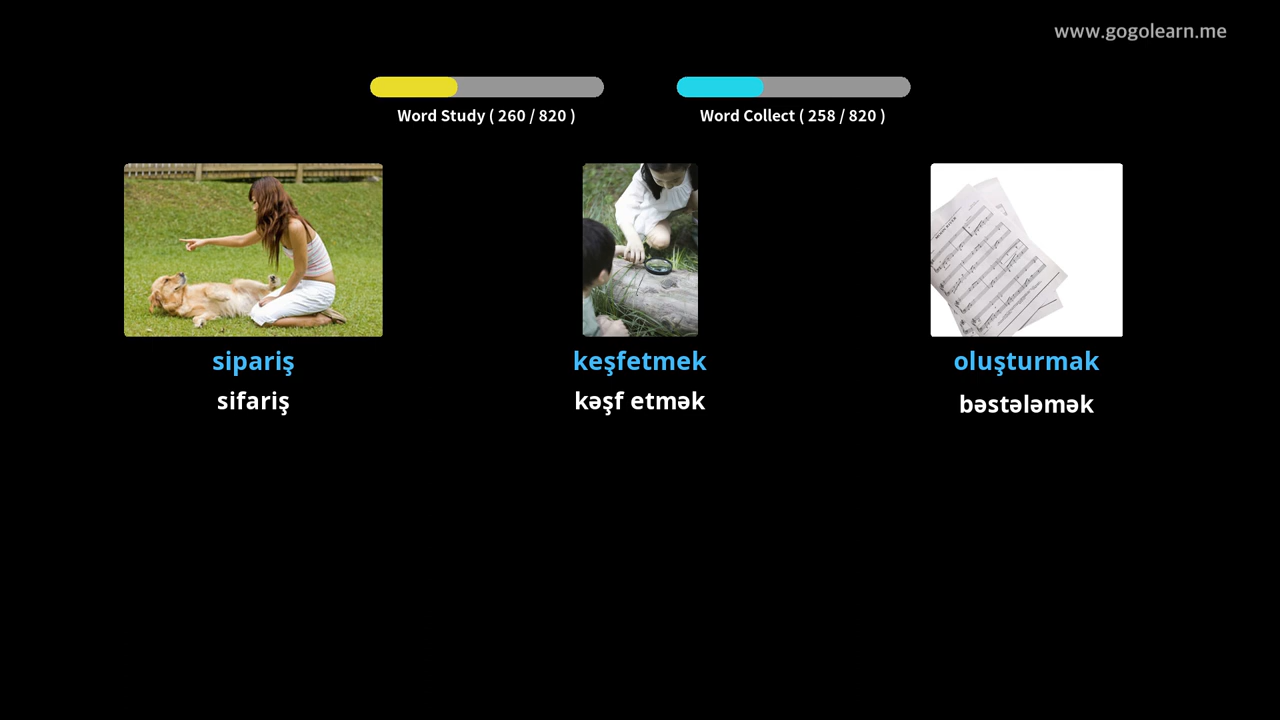 www.gogolearn.me
Word Study ( 260 / 820 )
Word Collect ( 258 / 820 )
sipariş
keşfetmek
oluşturmak
sifariş
kəşf etmək
bəstələmək